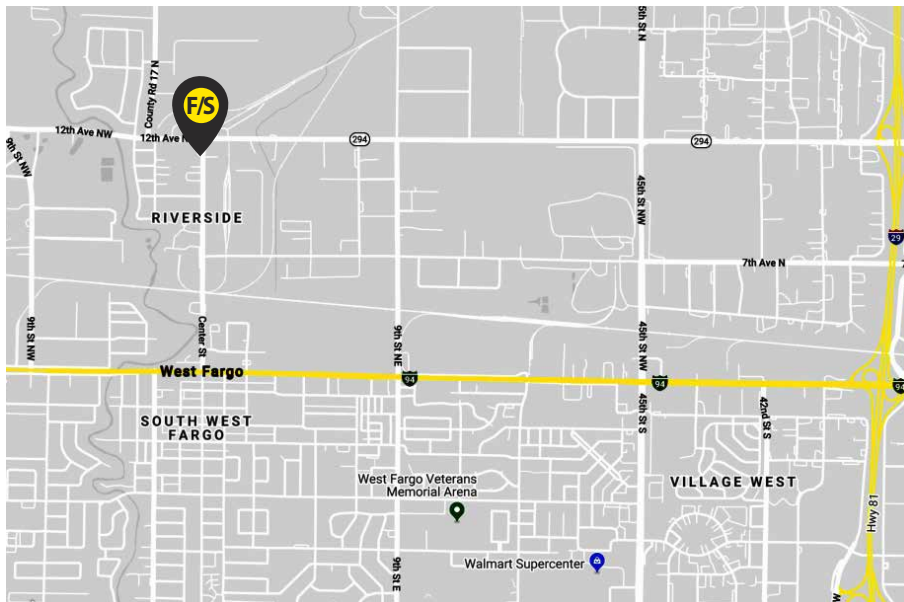 45th St N
County Rd 17 N
F/S
12th Ave NW
12th Ave N
294
294
9th St NW
RIVERSIDE
45th St NW
29
7th Ave N
9th St NW
Center St
9th St NE
45th St NW
West Fargo
94
94
94
SOUTH WEST
FARGO
45th St S
42nd St S
West Fargo Veterans
Memorial Arena
VILLAGE WEST
Hwy 81
Walmart Supercenter
9th St E
W